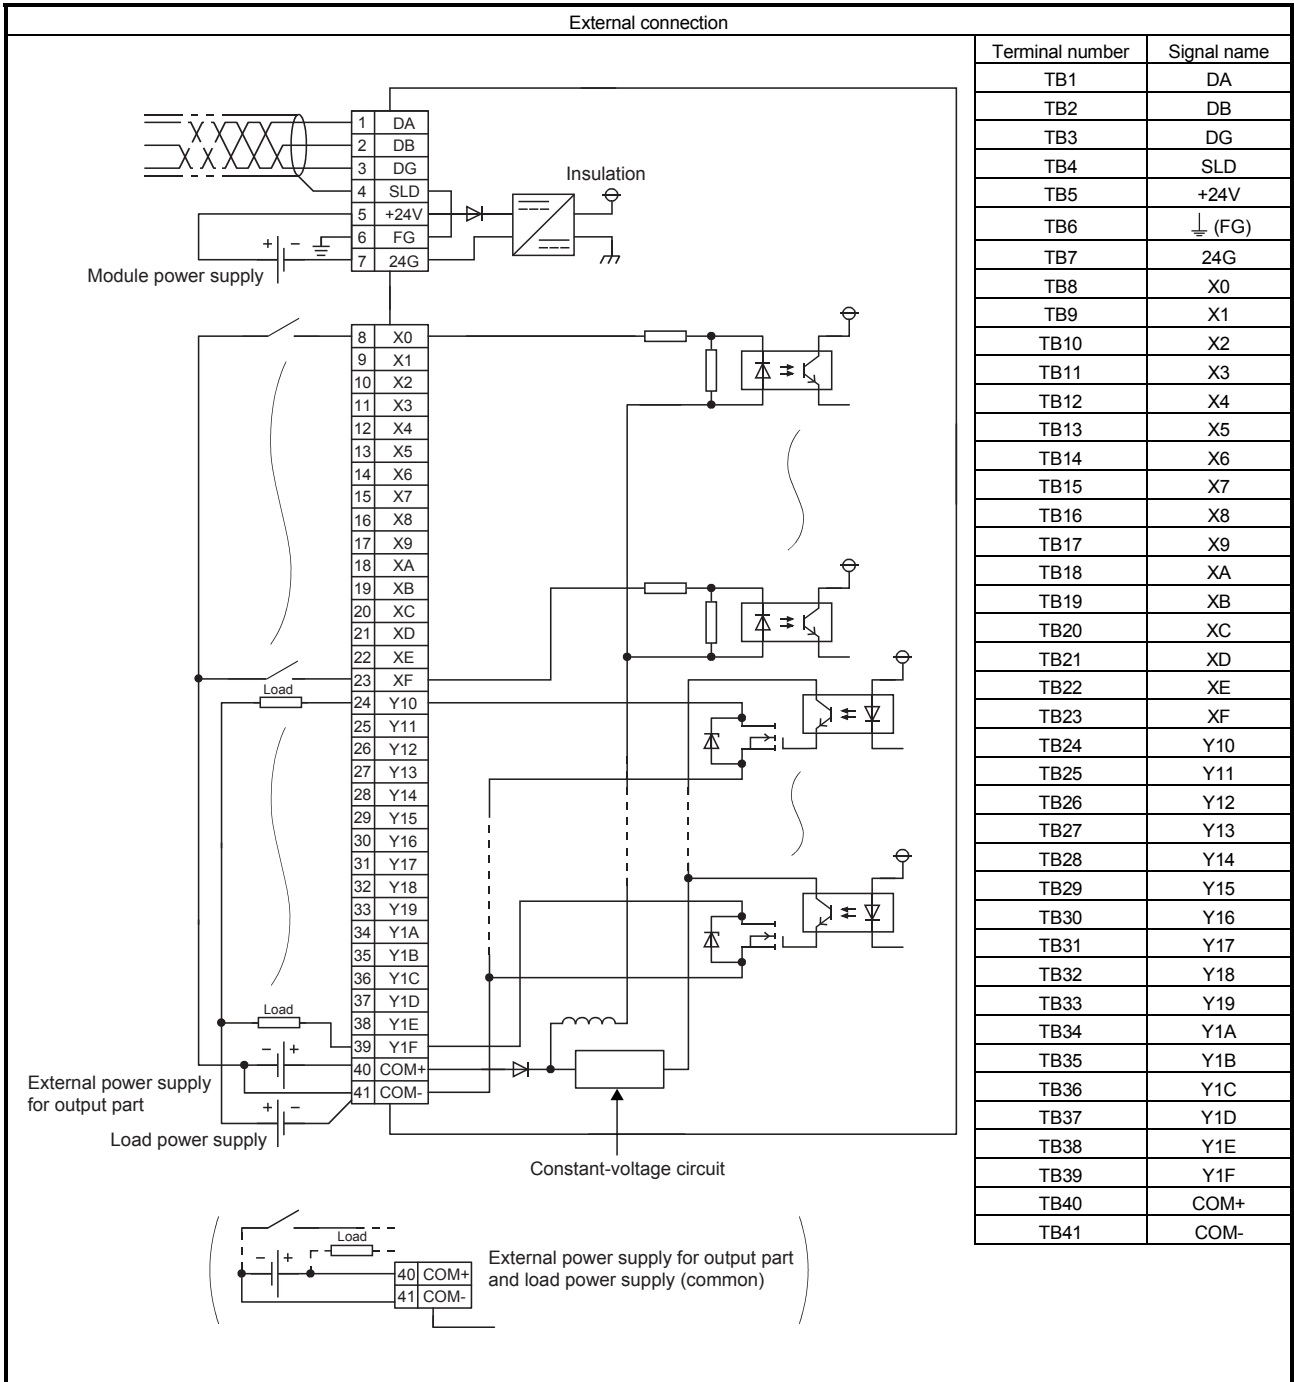 External connection
Terminal number Signal name
TB1 DA
TB2 DB
TB3 DG
TB4 SLD
TB5 +24V
TB6 ⏚ (FG)
TB7 24G
TB8 X0
TB9 X1
TB10 X2
TB11 X3
TB12 X4
TB13 X5
TB14 X6
TB15 X7
TB16 X8
TB17 X9
TB18 XA
TB19 XB
TB20 XC
TB21 XD
TB22 XE
TB23 XF
TB24 Y10
TB25 Y11
TB26 Y12
TB27 Y13
TB28 Y14
TB29 Y15
TB30 Y16
TB31 Y17
TB32 Y18
TB33 Y19
TB34 Y1A
TB35 Y1B
TB36 Y1C
TB37 Y1D
TB38 Y1E
TB39 Y1F
TB40 COM+
TB41 COM-
1 DA
2 DB
3 DG
4 SLD
5 +24V
6 FG
7 24G
Insulation
+ −
Module power supply
8 X0
9 X1
10 X2
11 X3
12 X4
13 X5
14 X6
15 X7
16 X8
17 X9
18 XA
19 XB
20 XC
21 XD
22 XE
23 XF
Load
24 Y10
25 Y11
26 Y12
27 Y13
28 Y14
29 Y15
30 Y16
31 Y17
32 Y18
33 Y19
34 Y1A
35 Y1B
36 Y1C
37 Y1D
Load
38 Y1E
39 Y1F
− +
40 COM+
41 COM-
External power supply
for output part
+ −
Load power supply
Constant-voltage circuit
Load
− +
40 COM+
41 COM-
External power supply for output part
and load power supply (common)